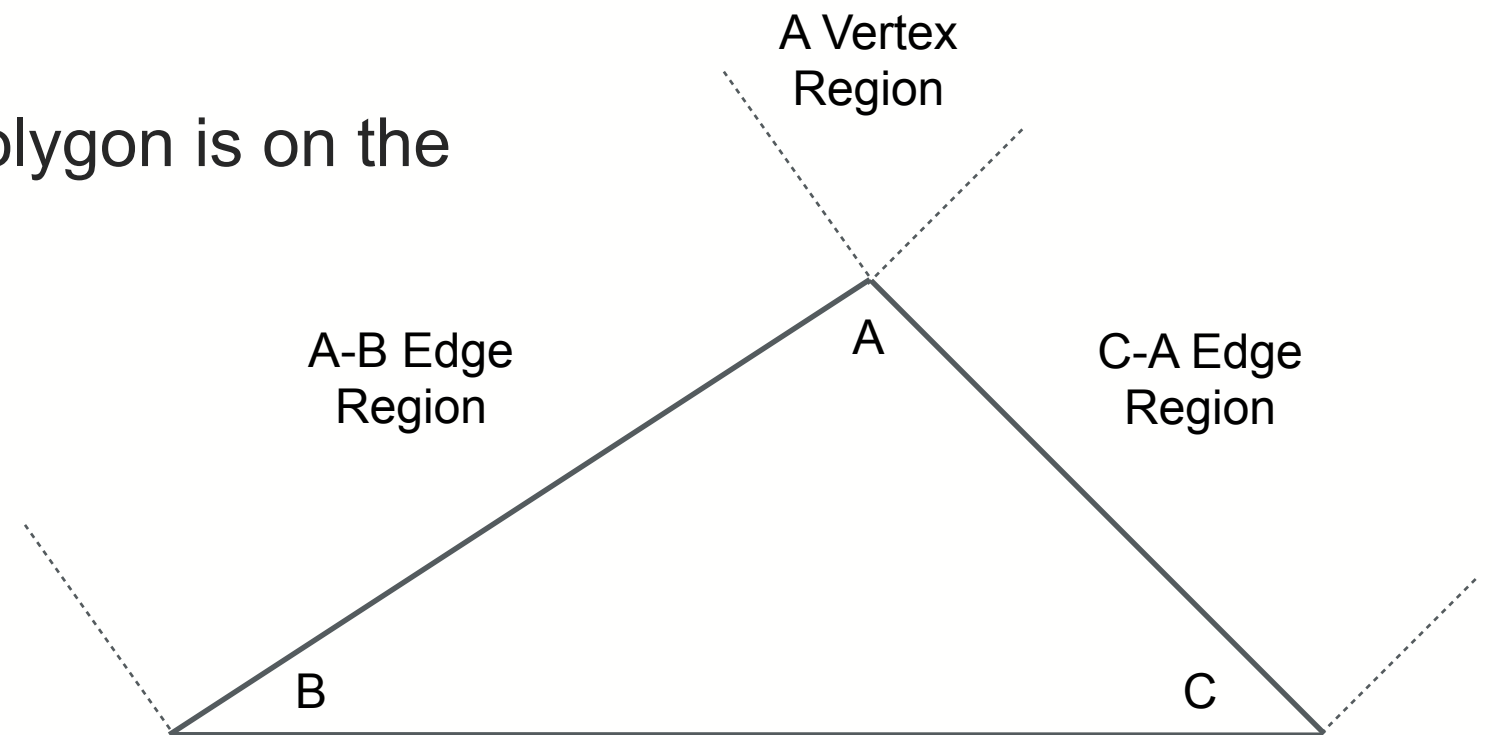 A Vertex
Region
olygon is on the
A-B Edge
Region
A
C-A Edge
Region
B
C